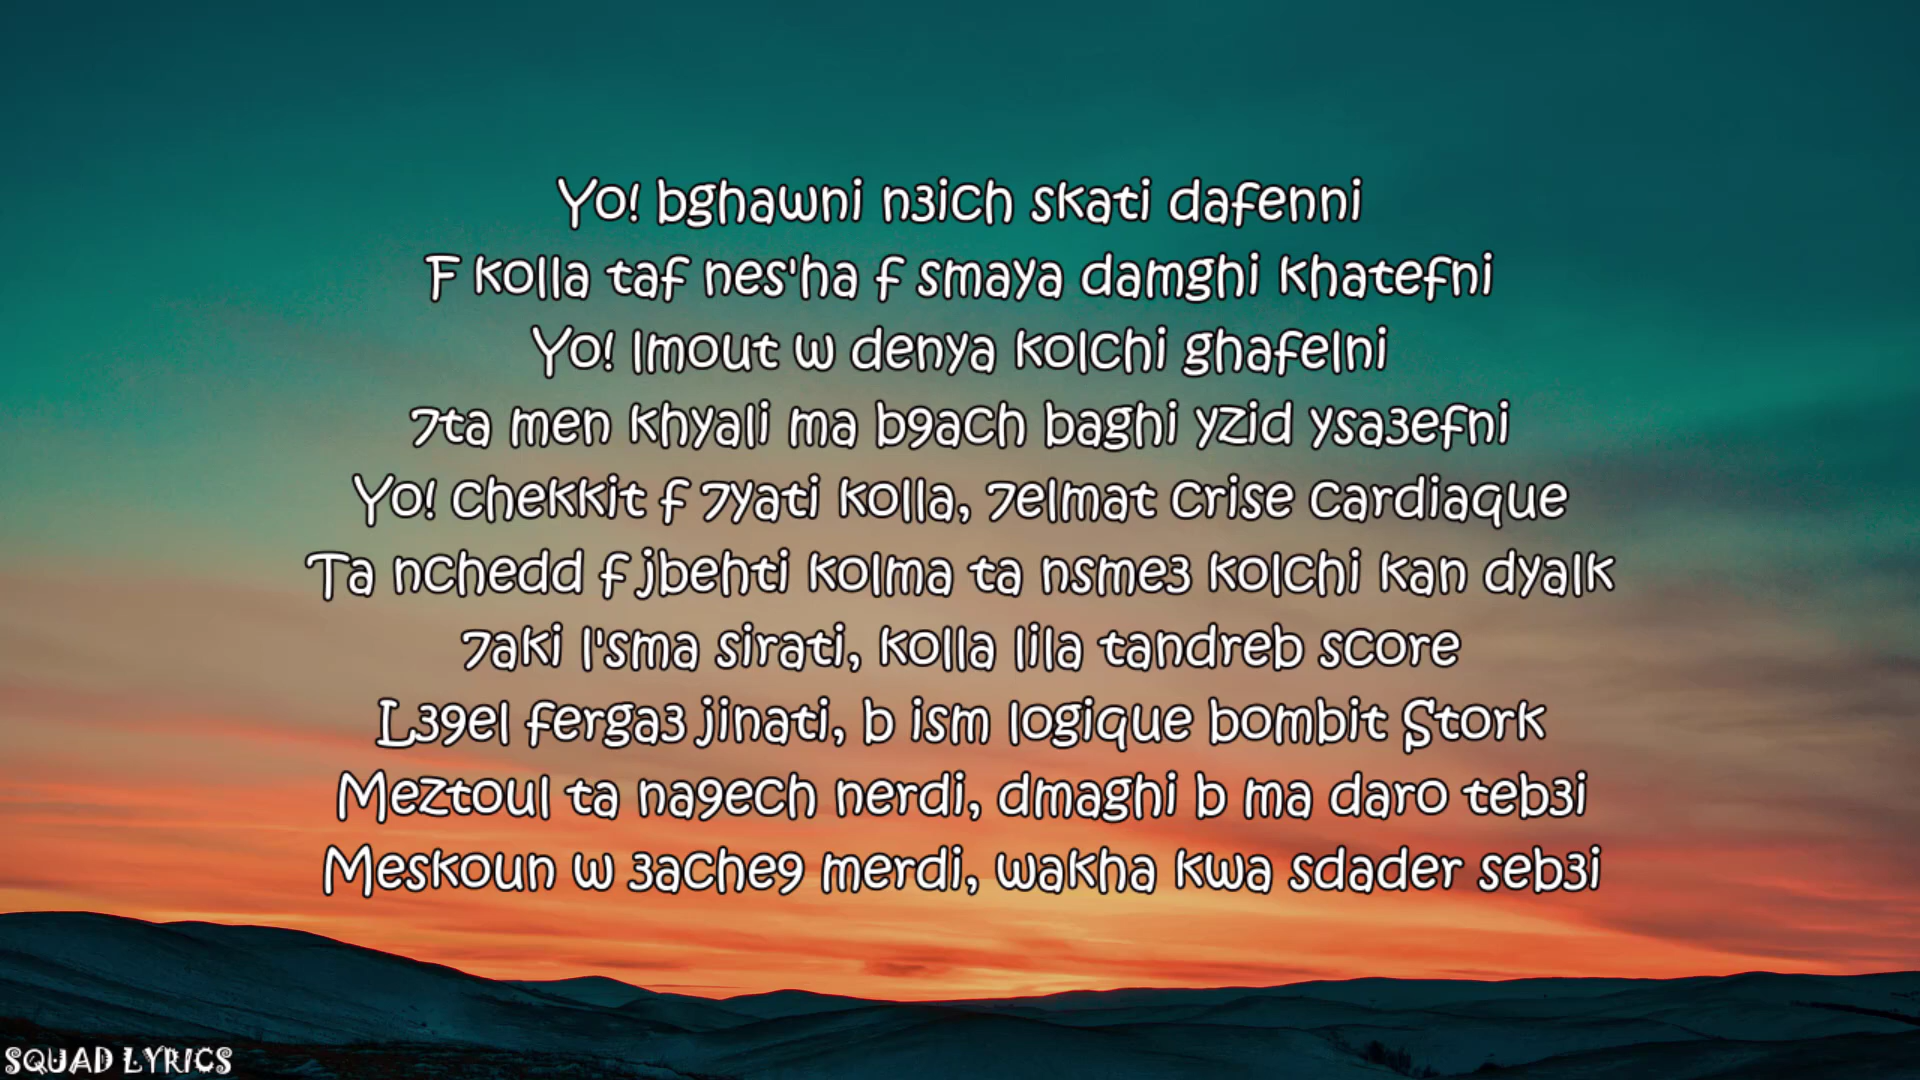 Yo! bghawni n3ich skati dafenni
F kolla taf nes'ha f smaya damghi khatefni
Yo! lmout w denya kolchi ghafelni
7ta men khyali ma b9ach baghi yzid ysa3efni
Yo! chekkit f 7yati kolla, 7elmat crise cardiaque
Ta nchedd f jbehti kolma ta nsme3 kolchi kan dyalk
7aki l'sma sirati, kolla lila tandreb score
L39el ferga3 jinati, b ism logique bombit Stork
Meztoul ta na9ech nerdi, dmaghi b ma daro teb3i
Meskoun w 3ache9 merdi, wakha kwa sdader seb3i
SQUAD LYRICS